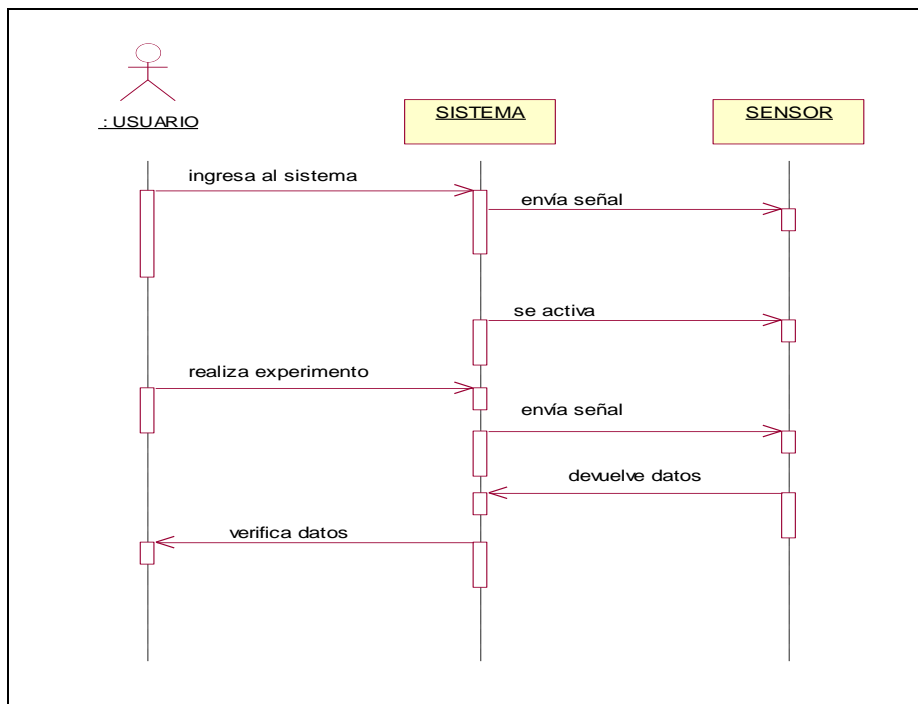 : USUARIO
SISTEMA
SENSOR
ingresa al sistema
envía señal
se activa
realiza experimento
envía señal
devuelve datos
verifica datos